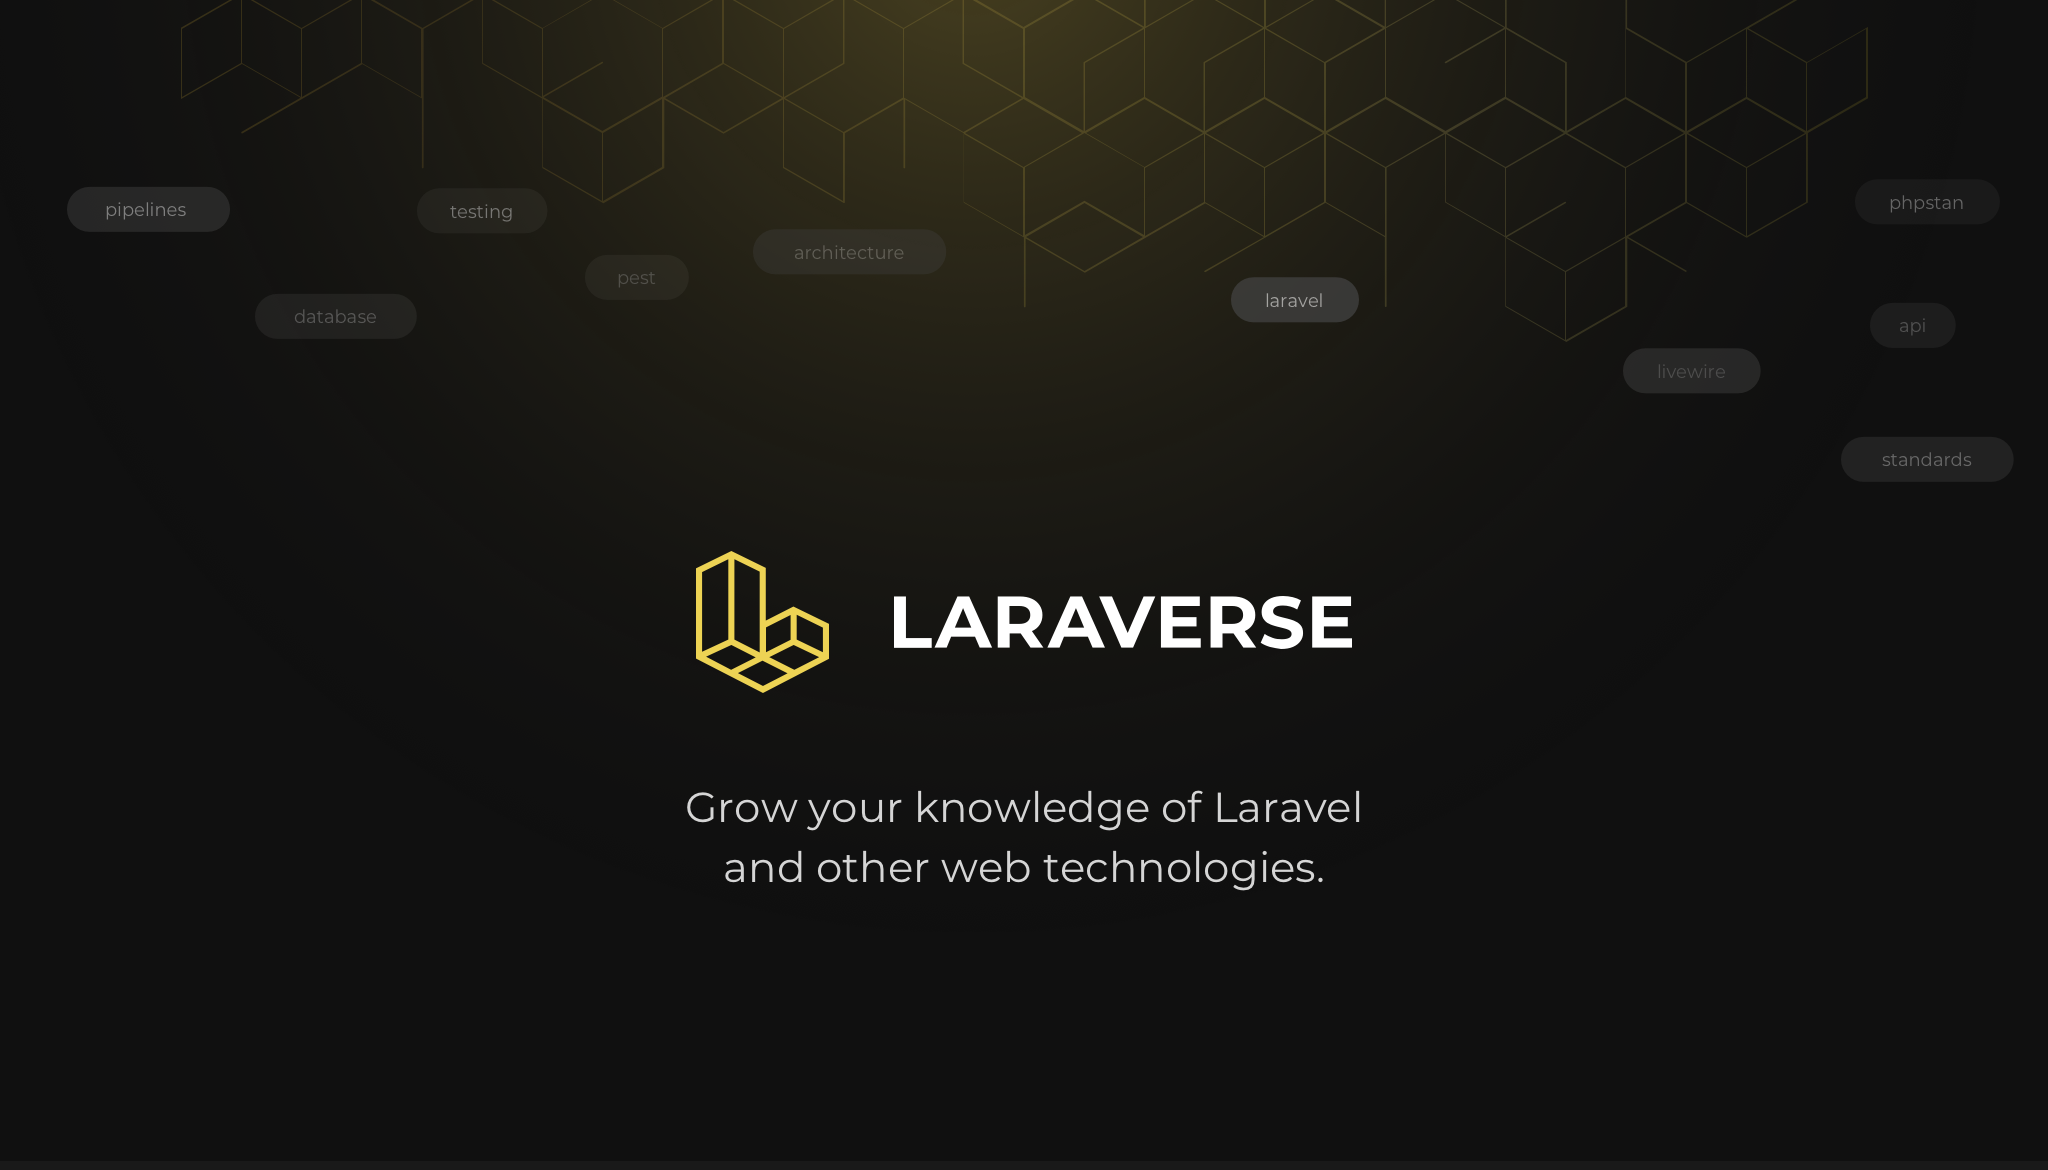 pipelines
testing
phpstan
architecture
pest
database
laravel
api
livewire
standards
LARAVERSE
Grow your knowledge of Laravel
and other web technologies.